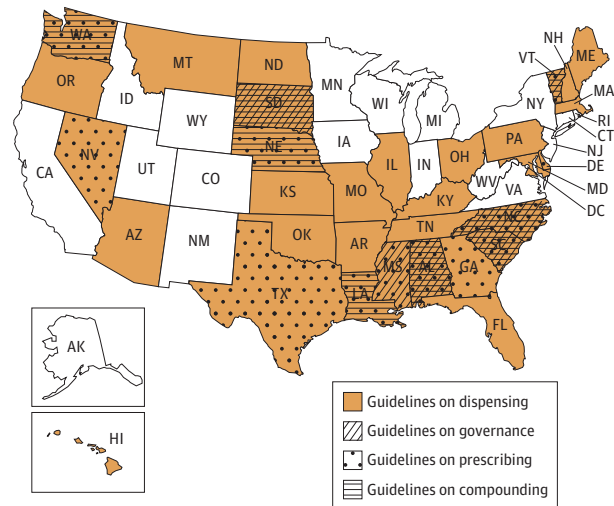 WA
MT
ND
MN
VT
NH
ME
OR
ID
SD
WI
MI
NY
MA
WY
RI
CT
NE
IA
PA
NJ
NV
UT
CO
IL
IN
OH
DE
CA
KS
MO
KY
WV
VA
MD
DC
AZ
NM
OK
AR
TN
NC
SC
MS
AL
GA
TX
LA
FL
AK
HI
Guidelines on dispensing
Guidelines on governance
Guidelines on prescribing
Guidelines on compounding